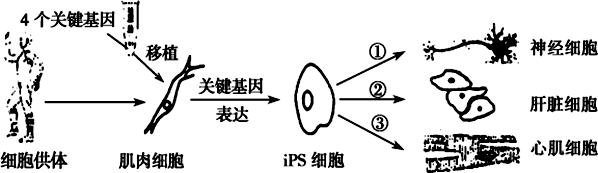 4 个关键基因
移植
细胞供体
肌肉细胞
关键基因
表达
iPS 细胞
①
②
③
神经细胞
肝脏细胞
心肌细胞